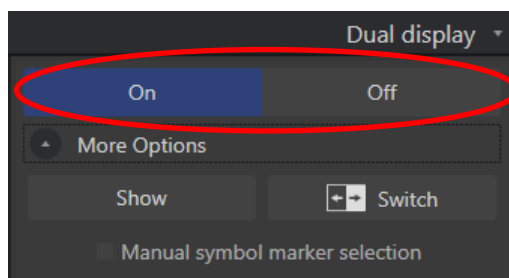 Dual display
On Off
More Options
Show Switch
Manual symbol marker selection